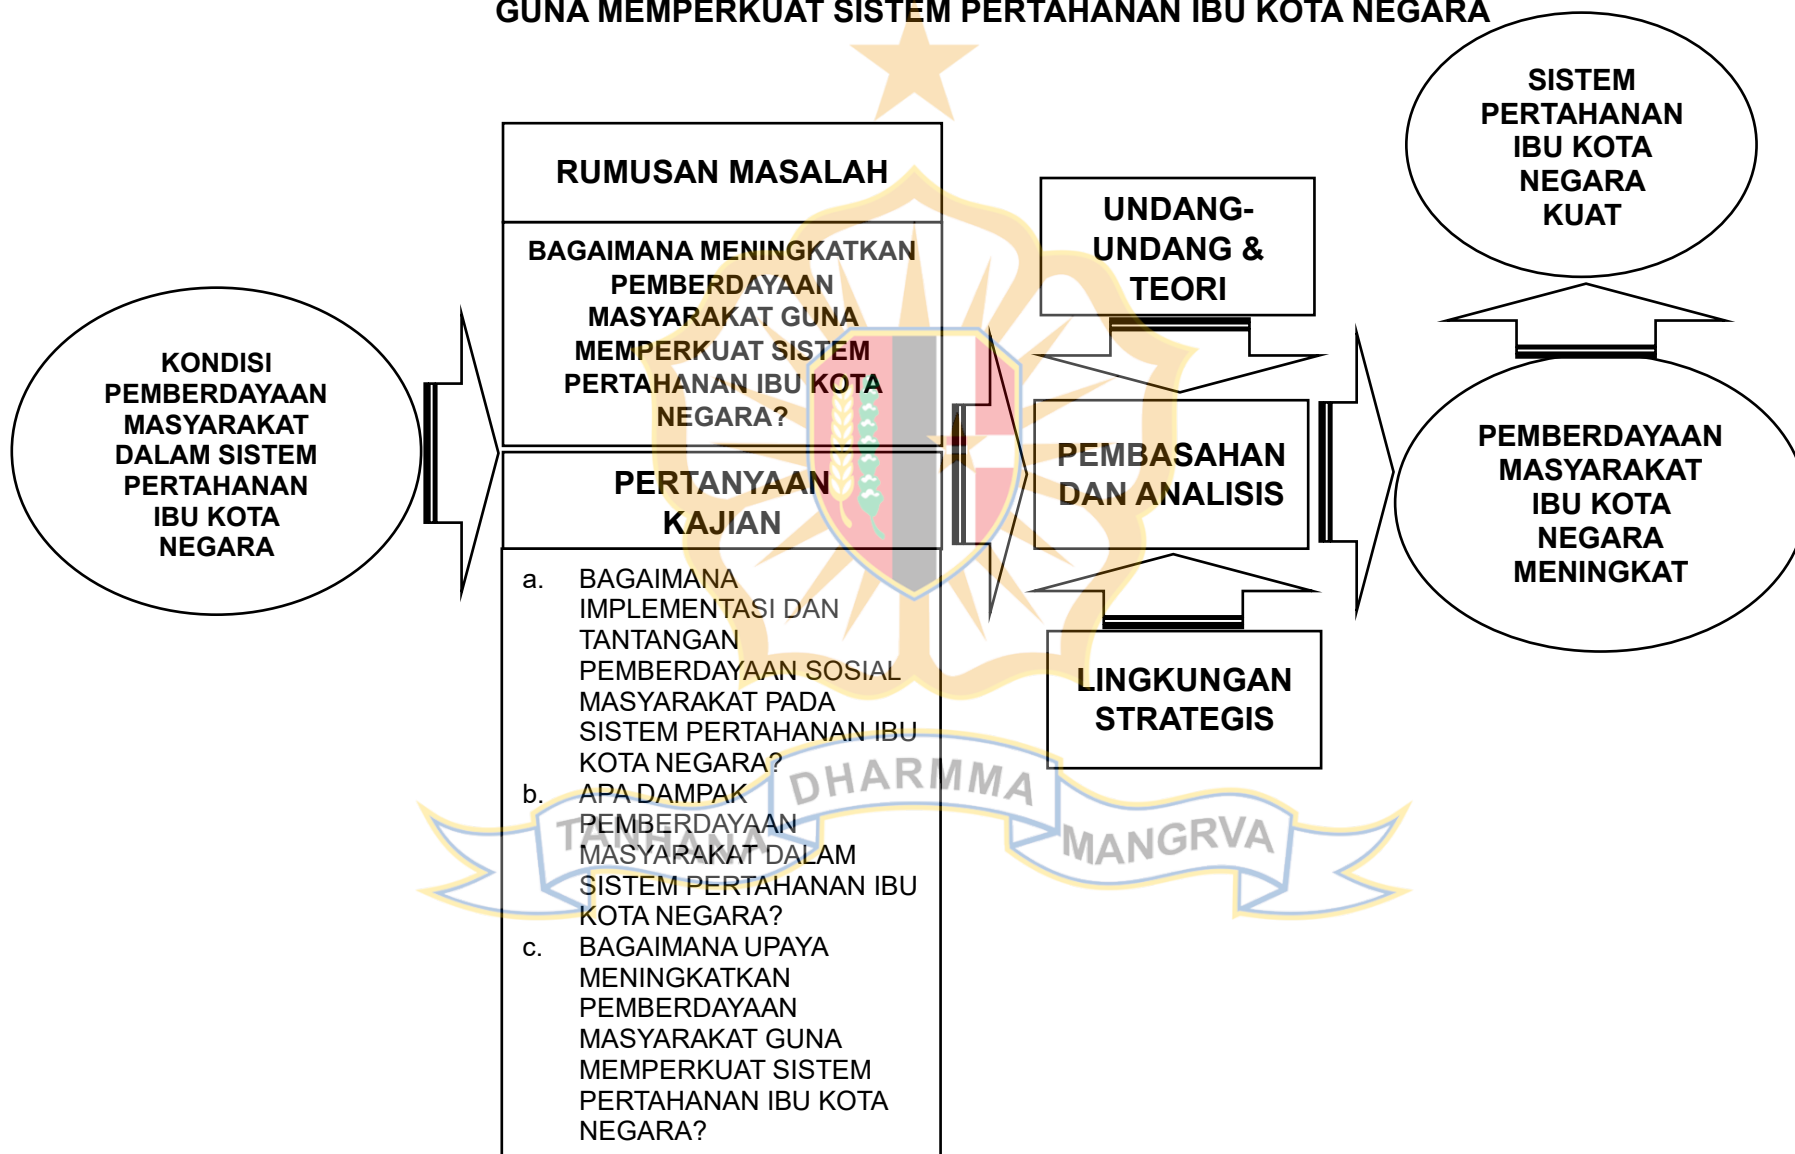 GUNA MEMPERKUAT SISTEM PERTAHANAN IBU KOTA NEGARA
KONDISI
PEMBERDAYAAN
MASYARAKAT
DALAM SISTEM
PERTAHANAN
IBU KOTA
NEGARA
RUMUSAN MASALAH
BAGAIMANA MENINGKATKAN
PEMBERDAYAAN
MASYARAKAT GUNA
MEMPERKUAT SISTEM
PERTAHANAN IBU KOTA
NEGARA?
PERTANYAAN
KAJIAN
a. BAGAIMANA
IMPLEMENTASI DAN
TANTANGAN
PEMBERDAYAAN SOSIAL
MASYARAKAT PADA
SISTEM PERTAHANAN IBU
KOTA NEGARA?
b. APA DAMPAK
PEMBERDAYAAN
MASYARAKAT DALAM
SISTEM PERTAHANAN IBU
KOTA NEGARA?
c. BAGAIMANA UPAYA
MENINGKATKAN
PEMBERDAYAAN
MASYARAKAT GUNA
MEMPERKUAT SISTEM
PERTAHANAN IBU KOTA
NEGARA?
UNDANG-
UNDANG &
TEORI
PEMBASAHAN
DAN ANALISIS
LINGKUNGAN
STRATEGIS
SISTEM
PERTAHANAN
IBU KOTA
NEGARA
KUAT
PEMBERDAYAAN
MASYARAKAT
IBU KOTA
NEGARA
MENINGKAT
TANHANA DHARMMA MANGRVA